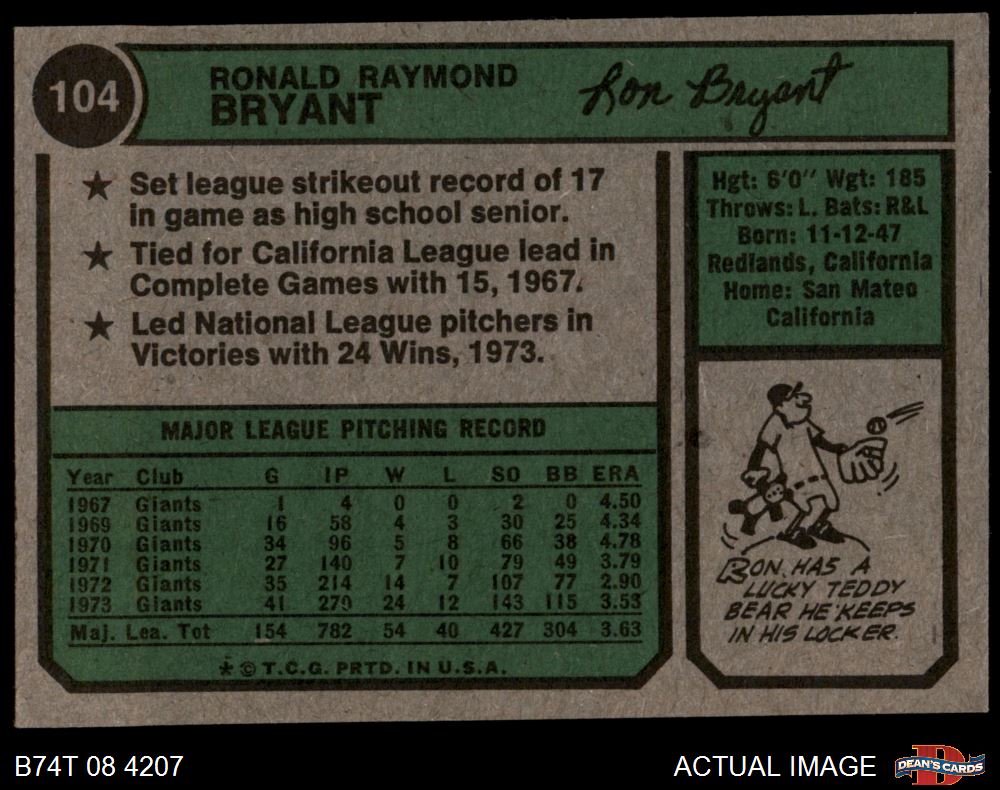 104
RONALD RAYMOND
BRYANT
Ron Bryant
★ Set league strikeout record of 17
in game as high school senior.
★ Tied for California League lead in
Complete Games with 15, 1967.
★ Led National League pitchers in
Victories with 24 Wins, 1973.
Hgt: 6'0" Wgt: 185
Throws: L. Bats: R&L
Born: 11-12-47
Redlands, California
Home: San Mateo
California
MAJOR LEAGUE PITCHING RECORD
Year Club G IP W L SO BB ERA
1967 Giants 1 4 0 0 2 0 4.50
1969 Giants 16 58 4 3 30 25 4.34
1970 Giants 34 96 5 8 66 38 4.78
1971 Giants 27 140 7 10 79 49 3.79
1972 Giants 35 214 14 7 107 77 2.90
1973 Giants 41 270 24 12 143 115 3.53
Maj. Lea. Tot 154 782 54 40 427 304 3.63
* © T.C.G. PRTD. IN U.S.A.
RON HAS A
LUCKY TEDDY
BEAR HE KEEPS
IN HIS LOCKER.
B74T 08 4207
ACTUAL IMAGE
DEAN'S CARDS